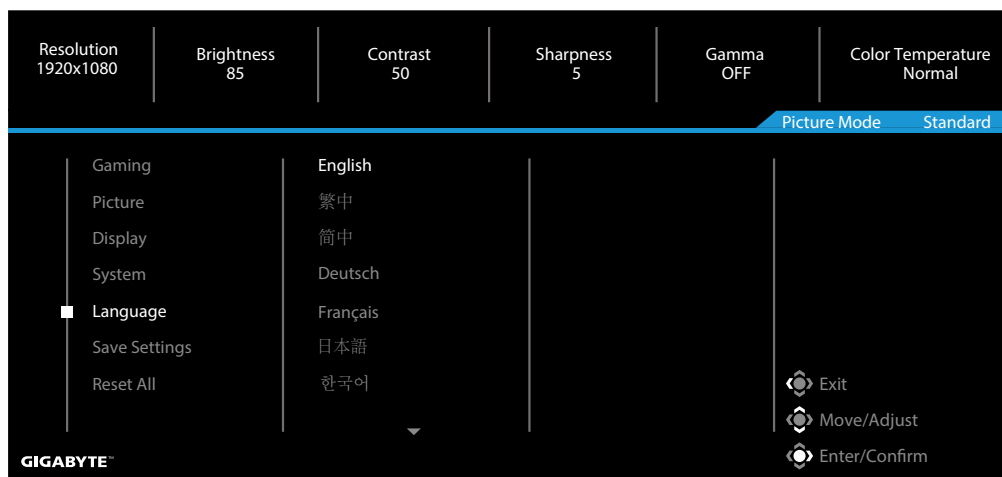 Resolution
1920x1080
Brightness
85
Contrast
50
Sharpness
5
Gamma
OFF
Color Temperature
Normal
Picture Mode Standard
Gaming
Picture
Display
System
Language
Save Settings
Reset All
English
繁中
简中
Deutsch
Français
日本語
한국어
Exit
Move/Adjust
Enter/Confirm
GIGABYTE™